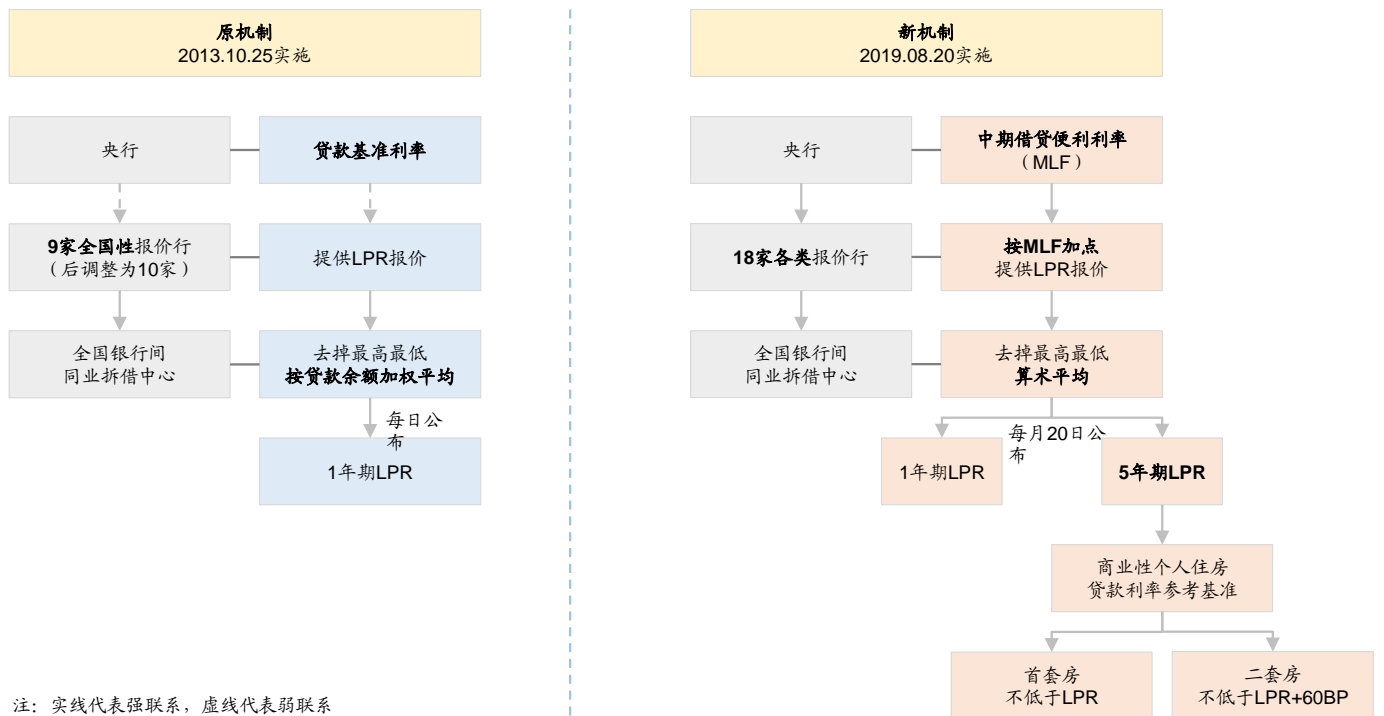 原机制
2013.10.25实施
央行
贷款基准利率
9家全国性报价行
（后调整为10家）
提供LPR报价
全国银行间
同业拆借中心
去掉最高最低
按贷款余额加权平均
每日公
布
1年期LPR
注：实线代表强联系，虚线代表弱联系
新机制
2019.08.20实施
央行
中期借贷便利利率
（MLF）
18家各类报价行
按MLF加点
提供LPR报价
全国银行间
同业拆借中心
去掉最高最低
算术平均
每月20日公
布
1年期LPR
5年期LPR
商业性个人住房
贷款利率参考基准
首套房
不低于LPR
二套房
不低于LPR+60BP